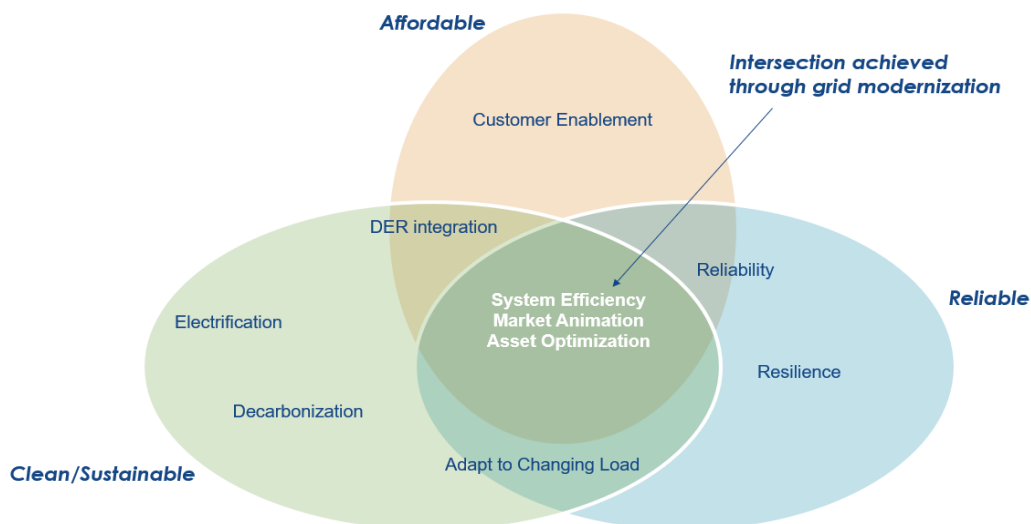 Affordable
Intersection achieved
through grid modernization
Customer Enablement
DER integration
Reliability
Reliable
System Efficiency
Market Animation
Asset Optimization
Electrification
Resilience
Decarbonization
Clean/Sustainable
Adapt to Changing Load